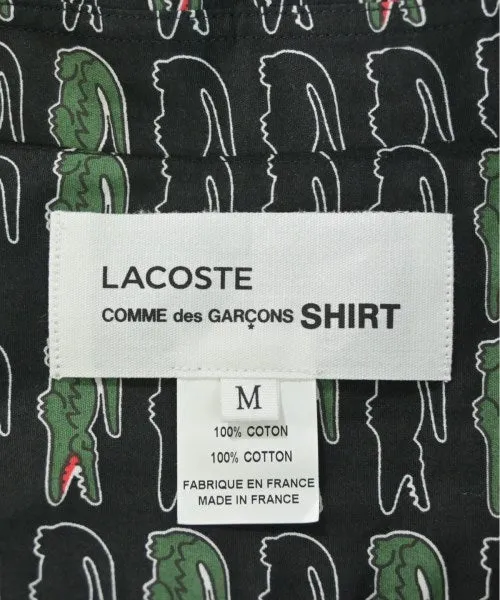 LACOSTE
COMME des GARÇONS SHIRT
M
100% COTON
100% COTTON
FABRIQUE EN FRANCE
MADE IN FRANCE